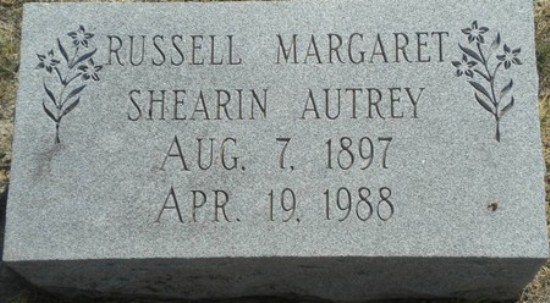 RUSSELL MARGARET
SHEARIN AUTREY
AUG. 7, 1897
APR. 19, 1988